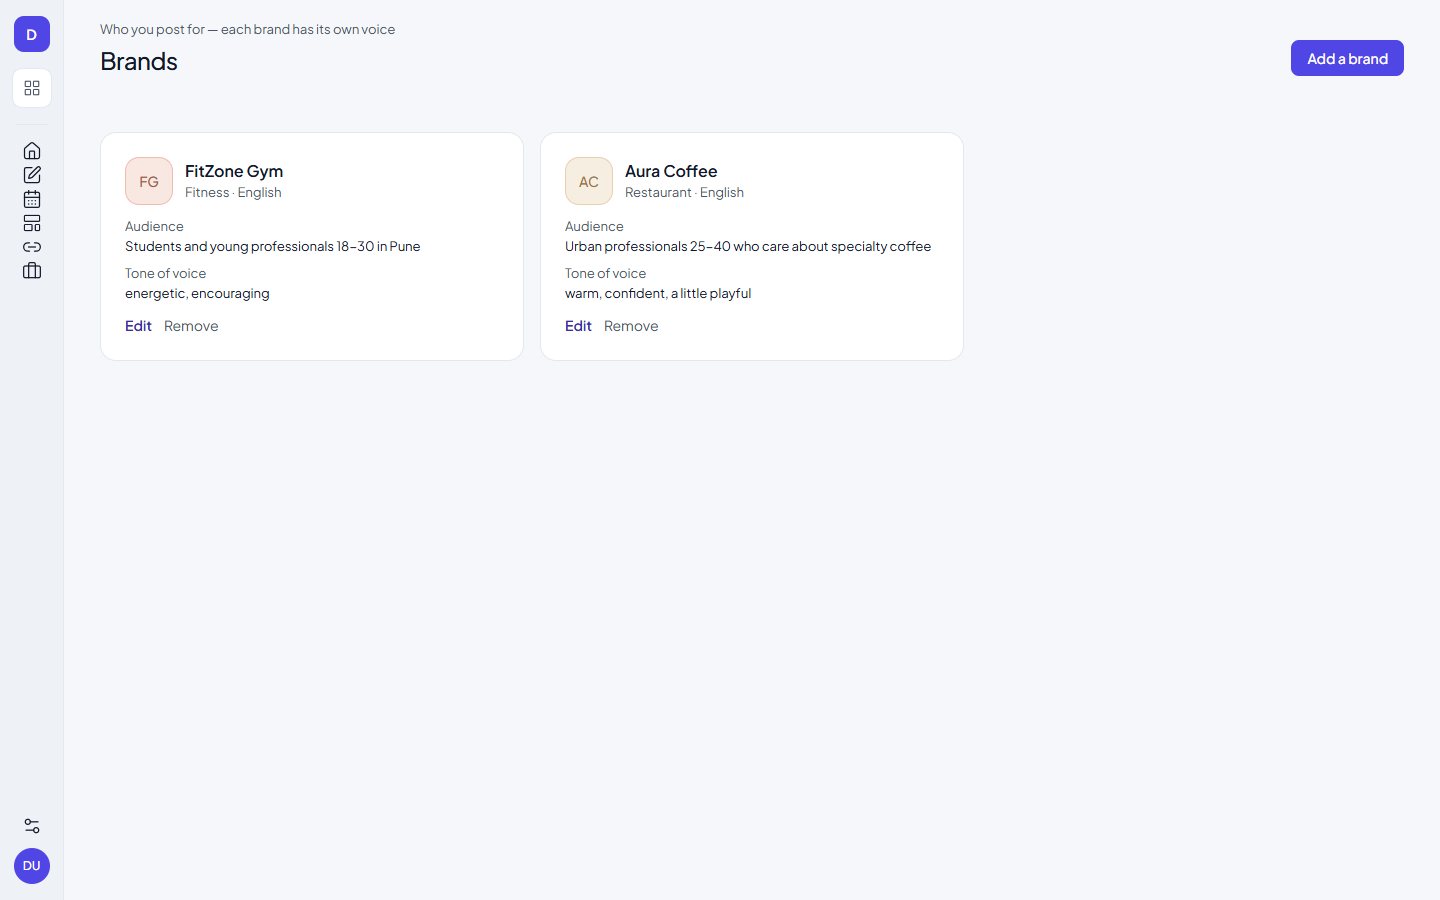 D
Who you post for — each brand has its own voice
Brands
Add a brand
FG
FitZone Gym
Fitness · English
Audience
Students and young professionals 18–30 in Pune
Tone of voice
energetic, encouraging
Edit Remove
AC
Aura Coffee
Restaurant · English
Audience
Urban professionals 25–40 who care about specialty coffee
Tone of voice
warm, confident, a little playful
Edit Remove
DU